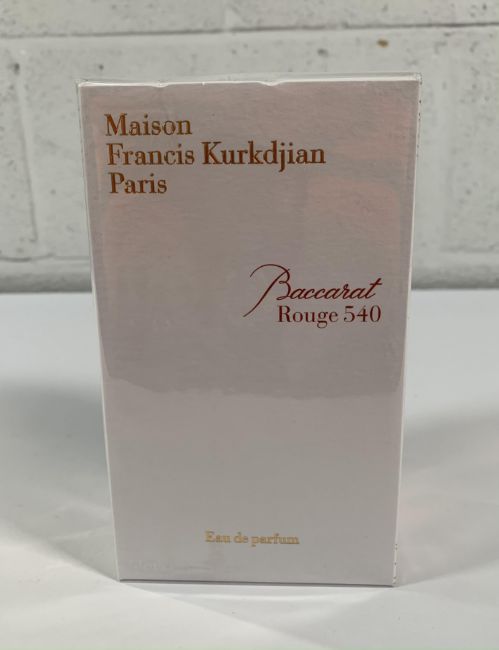 Maison
Francis Kurkdjian
Paris
Baccarat
Rouge 540
Eau de parfum